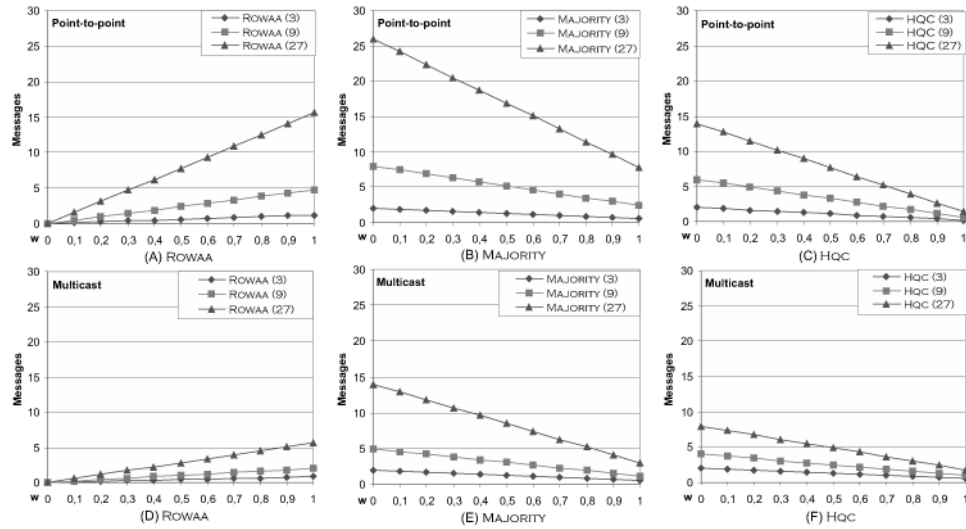 30
25
20
15
10
5
0
Messages
Point-to-point
ROWAA (3)
ROWAA (9)
ROWAA (27)
w 0 0,1 0,2 0,3 0,4 0,5 0,6 0,7 0,8 0,9 1
(A) ROWAA
30
25
20
15
10
5
0
Messages
Point-to-point
MAJORITY (3)
MAJORITY (9)
MAJORITY (27)
w 0 0,1 0,2 0,3 0,4 0,5 0,6 0,7 0,8 0,9 1
(B) MAJORITY
30
25
20
15
10
5
0
Messages
Point-to-point
HQC (3)
HQC (9)
HQC (27)
w 0 0,1 0,2 0,3 0,4 0,5 0,6 0,7 0,8 0,9 1
(C) HQC
30
25
20
15
10
5
0
Messages
Multicast
ROWAA (3)
ROWAA (9)
ROWAA (27)
w 0 0,1 0,2 0,3 0,4 0,5 0,6 0,7 0,8 0,9 1
(D) ROWAA
30
25
20
15
10
5
0
Messages
Multicast
MAJORITY (3)
MAJORITY (9)
MAJORITY (27)
w 0 0,1 0,2 0,3 0,4 0,5 0,6 0,7 0,8 0,9 1
(E) MAJORITY
30
25
20
15
10
5
0
Messages
Multicast
HQC (3)
HQC (9)
HQC (27)
w 0 0,1 0,2 0,3 0,4 0,5 0,6 0,7 0,8 0,9 1
(F) HQC